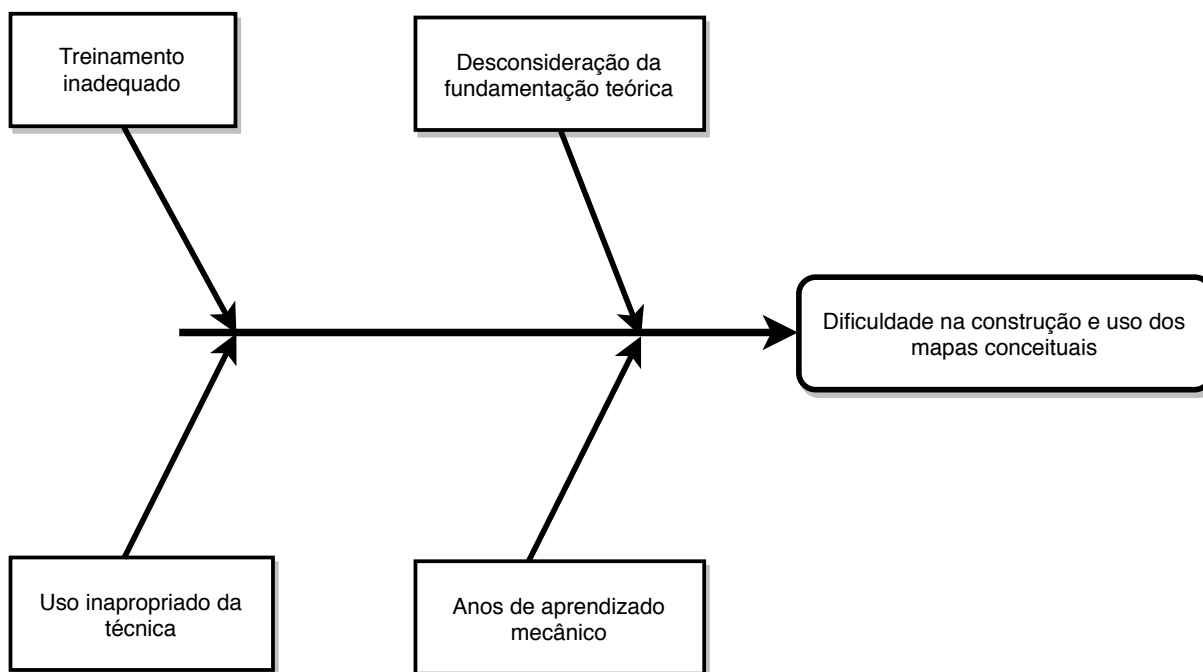 Treinamento
inadequado
Desconsideração da
fundamentação teórica
Dificuldade na construção e uso dos
mapas conceituais
Uso inapropriado da
técnica
Anos de aprendizado
mecânico